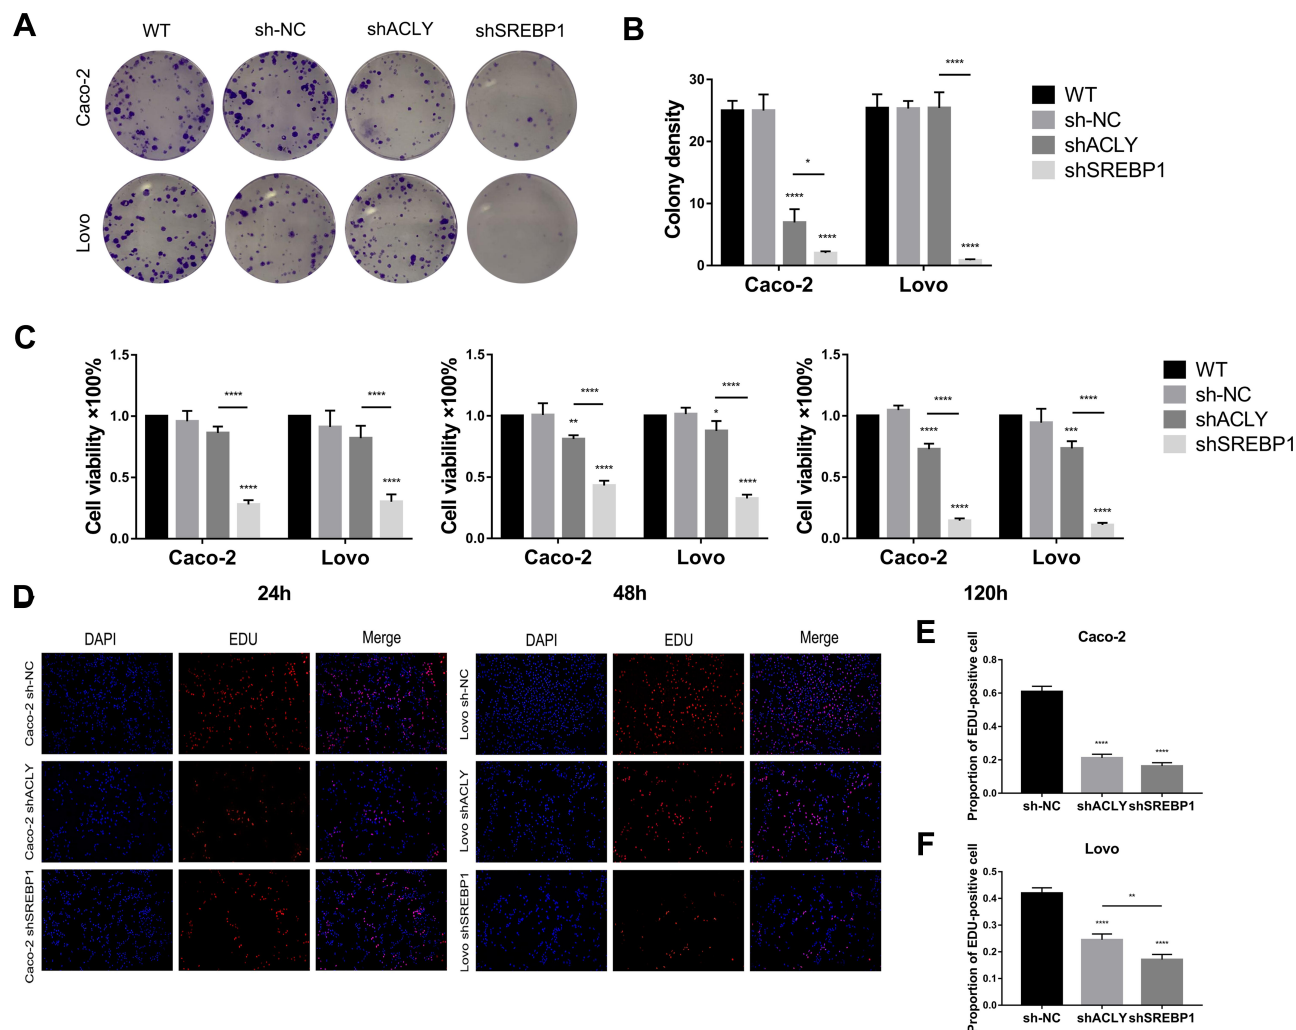 A
WT
sh-NC
shACLY
shSREBP1
Caco-2
Lovo
B
Colony density
30
20
10
0
****
*
****
****
****
Caco-2
Lovo
WT
sh-NC
shACLY
shSREBP1
C
Cell viability ×100%
1.5
1.0
0.5
0.0
****
****
****
****
Caco-2
Lovo
24h
Cell viability ×100%
1.5
1.0
0.5
0.0
****
**
****
****
*
****
Caco-2
Lovo
48h
Cell viability ×100%
1.5
1.0
0.5
0.0
****
****
****
****
***
****
Caco-2
Lovo
120h
WT
sh-NC
shACLY
shSREBP1
D
DAPI
EDU
Merge
Caco-2 sh-NC
Caco-2 shACLY
Caco-2 shSREBP1
DAPI
EDU
Merge
Lovo sh-NC
Lovo shACLY
Lovo shSREBP1
E
Caco-2
Proportion of EDU-positive cell
0.8
0.6
0.4
0.2
0.0
****
****
sh-NC
shACLY
shSREBP1
F
Lovo
Proportion of EDU-positive cell
0.5
0.4
0.3
0.2
0.1
0.0
**
****
****
sh-NC
shACLY
shSREBP1